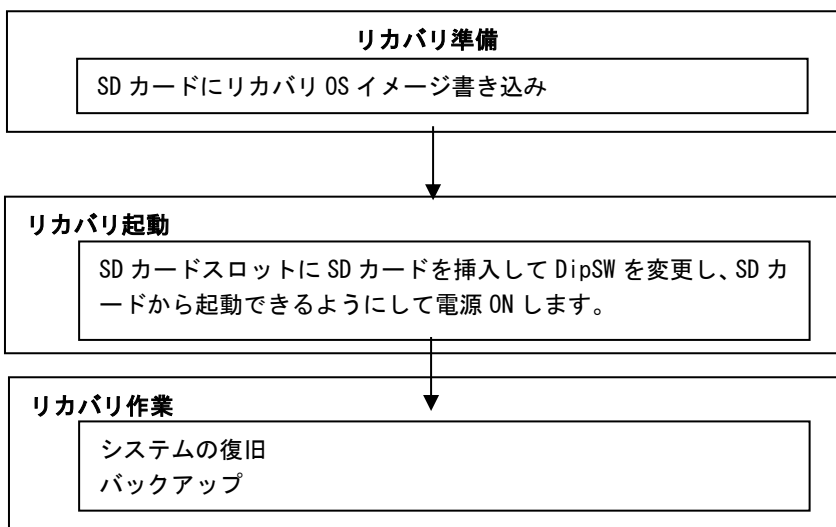 リカバリ準備
SD カードにリカバリ OS イメージ書き込み
リカバリ起動
SD カードスロットに SD カードを挿入して DipSW を変更し、SD カ
ードから起動できるようにして電源 ON します。
リカバリ作業
システムの復旧
バックアップ